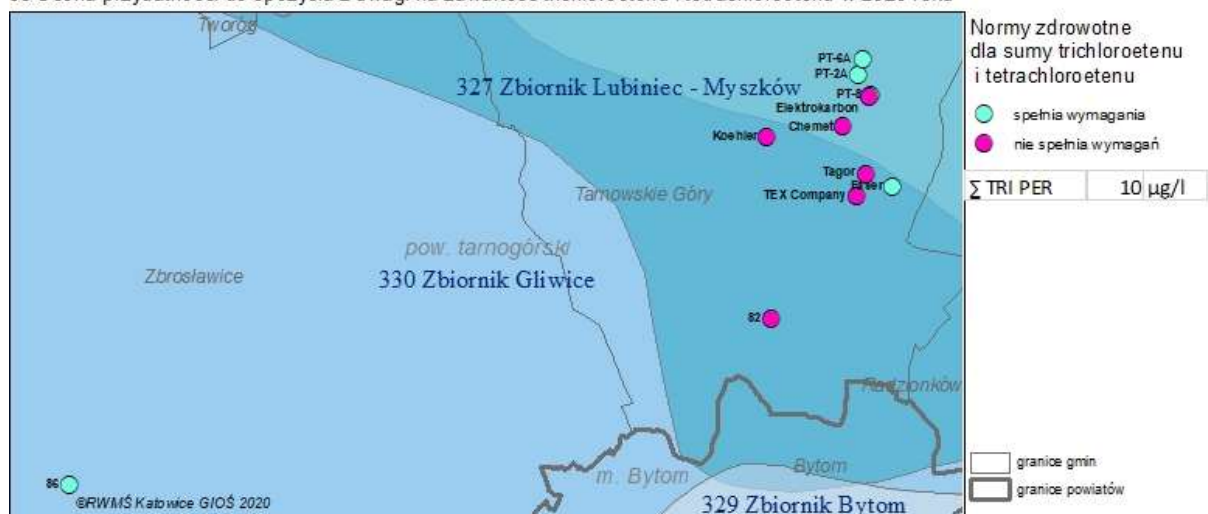 Tworóg
Normy zdrowotne
dla sumy trichloroetenu
i tetrachloroetenu
spełnia wymagania
nie spełnia wymagań
∑ TRI PER 10 µg/l
PT-6A
PT-2A
327 Zbiornik Lubiniec - Myszków
PT-8
Elektrokarbon
Chemet
Koehler
Tagor
TEX Company
Tarnowskie Góry
pow. tarnogórski
Zbrosławice
330 Zbiornik Gliwice
82
Radzionków
86
©RWMŚ Katowice GIOŚ 2020
m. Bytom
Bytom
329 Zbiornik Bytom
granice gmin
granice powiatów